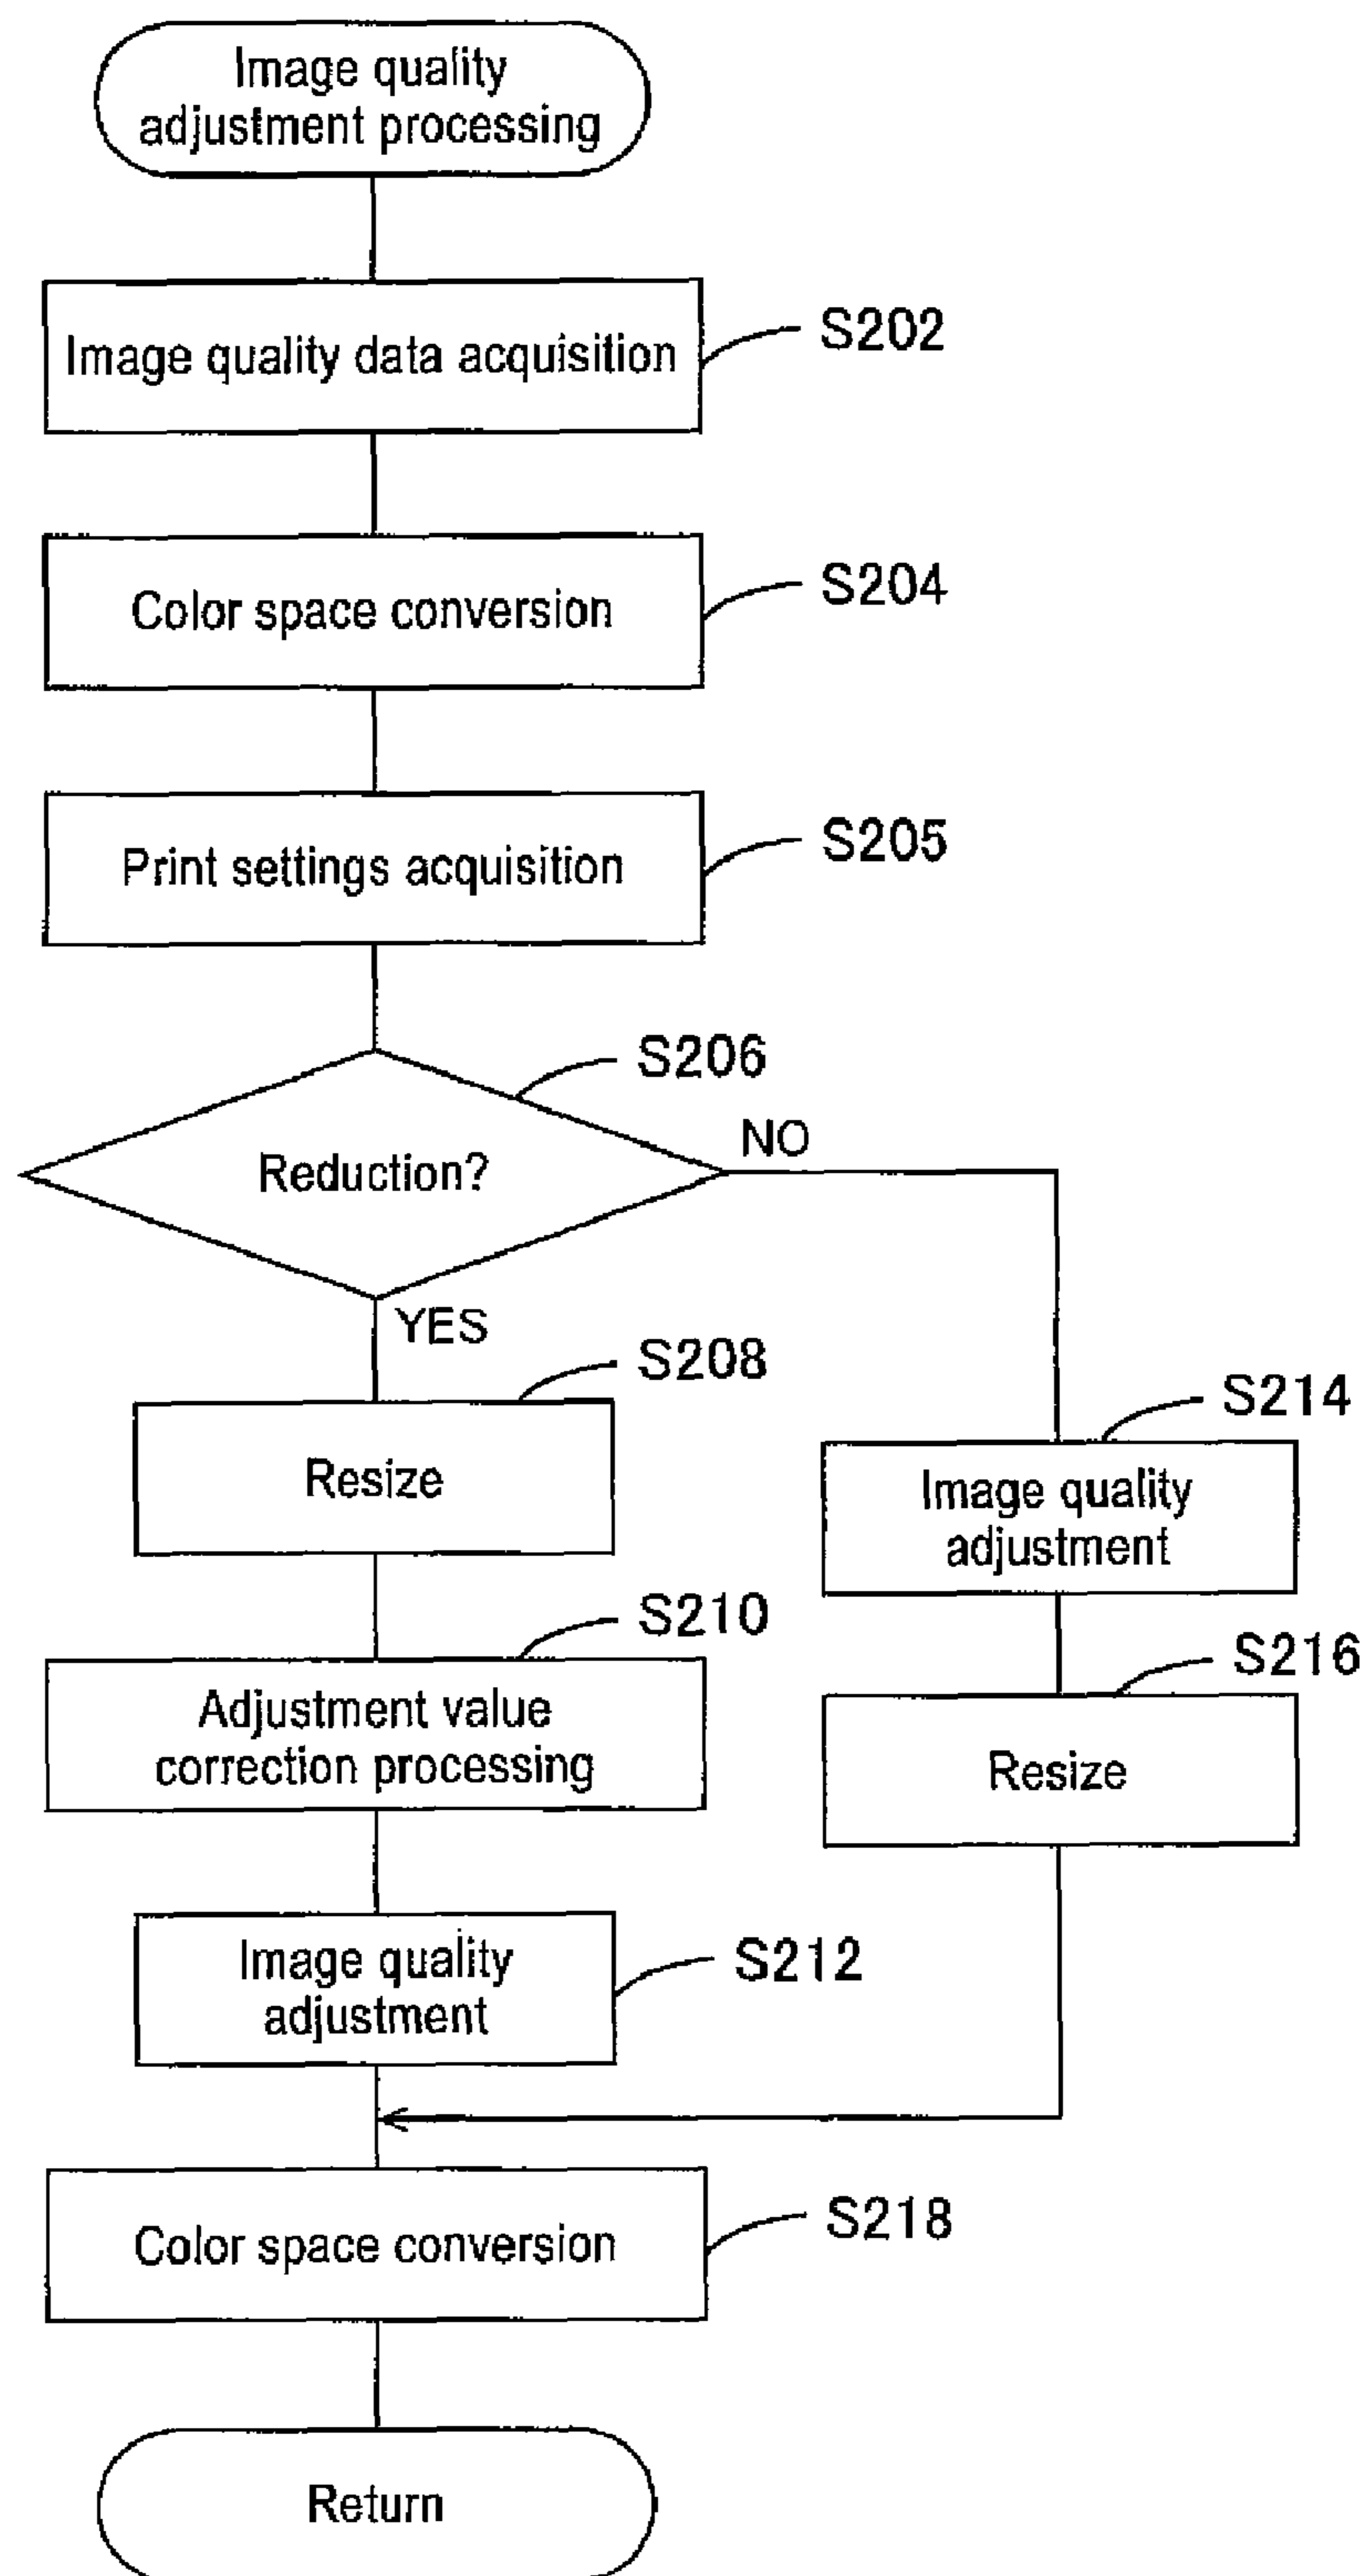 Image quality
adjustment processing
Image quality data acquisition
S202
Color space conversion
S204
Print settings acquisition
S205
S206
Reduction?
NO
YES
S208
Resize
S214
Image quality
adjustment
S210
Adjustment value
correction processing
S216
Resize
Image quality
adjustment
S212
Color space conversion
S218
Return